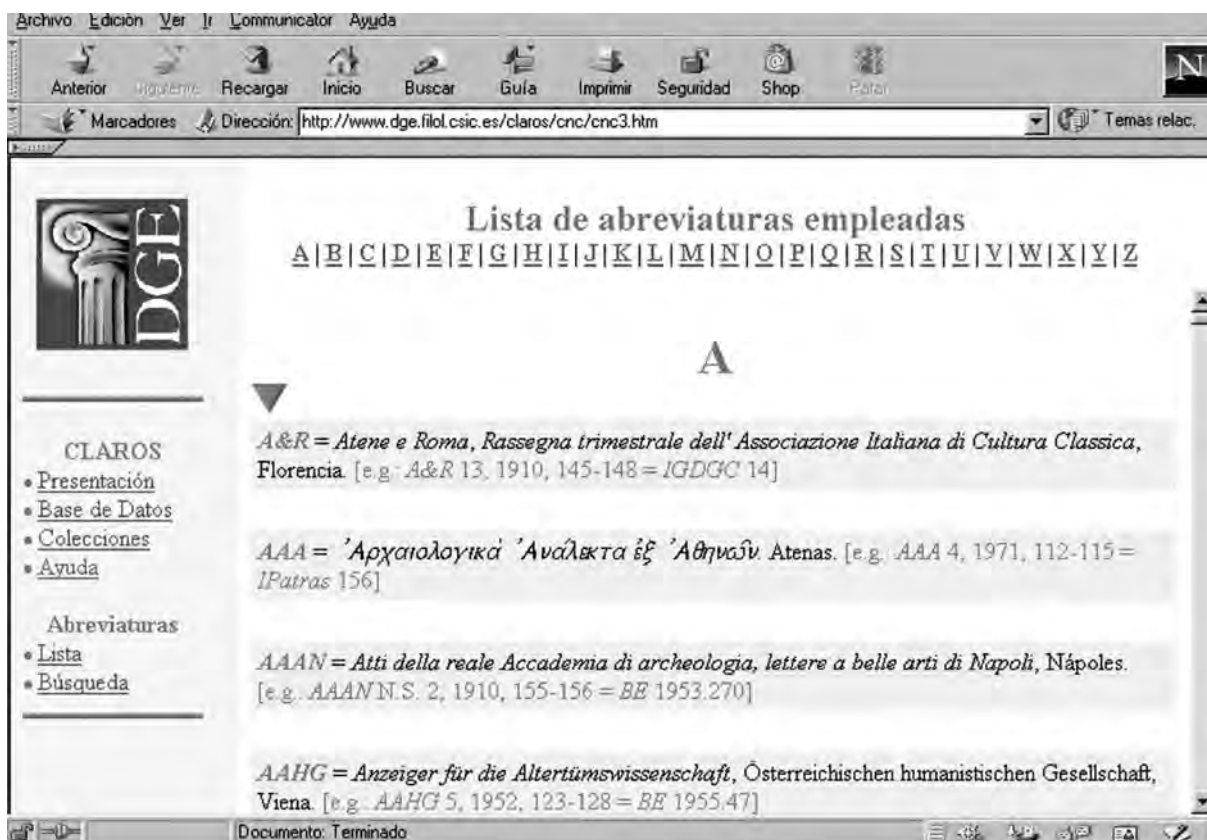 Archivo Edición Ver Ir Communicator Ayuda
Anterior Siguiente Recargar Inicio Buscar Guía Imprimir Seguridad Shop Parar
N
Marcadores Dirección: http://www.dge.filol.csic.es/claros/cnc/cnc3.htm Temas relac.
DGE
Lista de abreviaturas empleadas
A|B|C|D|E|F|G|H|I|J|K|L|M|N|O|P|Q|R|S|T|U|V|W|X|Y|Z
CLAROS
Presentación
Base de Datos
Colecciones
Ayuda
Abreviaturas
Lista
Búsqueda
A
A&R = Atene e Roma, Rassegna trimestrale dell' Associazione Italiana di Cultura Classica,
Florencia. [e.g.: A&R 13, 1910, 145-148 = IGDGC 14]
AAA = Ἀρχαιολογικά Ἀνάλεκτα ἐξ Ἀθηνῶν. Atenas. [e.g.: AAA 4, 1971, 112-115 =
IPatras 156]
AAAN = Atti della reale Accademia di archeologia, lettere a belle arti di Napoli, Nápoles.
[e.g.: AAAN N.S. 2, 1910, 155-156 = BE 1953.270]
AAHG = Anzeiger für die Altertümswissenschaft, Österreichischen humanistischen Gesellschaft,
Viena. [e.g.: AAHG 5, 1952, 123-128 = BE 1955.47]
Documento: Terminado